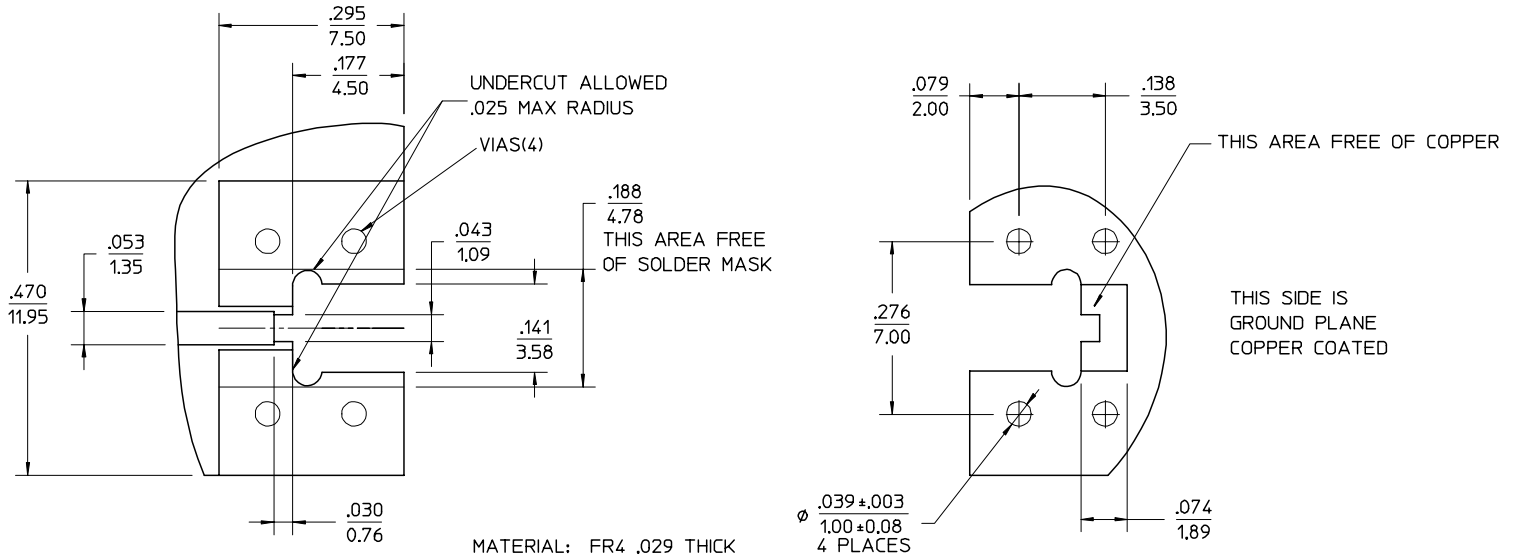 .295
7.50
.177
4.50
UNDERCUT ALLOWED
.025 MAX RADIUS
VIAS(4)
.188
4.78
THIS AREA FREE
OF SOLDER MASK
.053
1.35
.043
1.09
.470
11.95
.141
3.58
.030
0.76
MATERIAL: FR4 .029 THICK
.079
2.00
.138
3.50
THIS AREA FREE OF COPPER
.276
7.00
THIS SIDE IS
GROUND PLANE
COPPER COATED
ø .039±.003
1.00±0.08
4 PLACES
.074
1.89